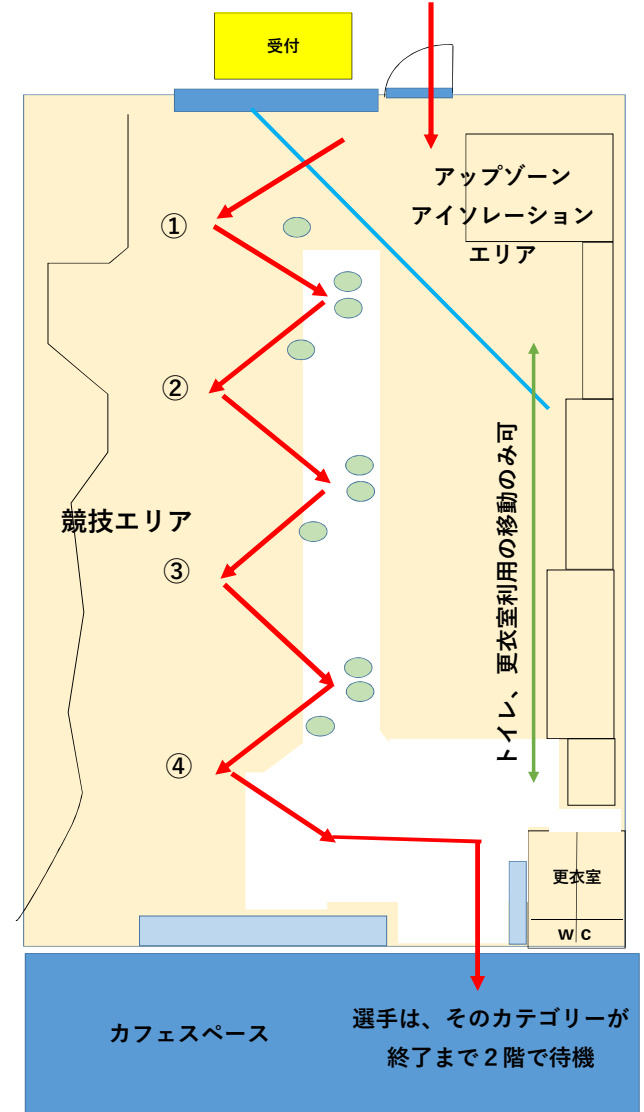 受付
アップゾーン
アイソレーション
エリア
①
②
競技エリア
③
④
トイレ、更衣室利用の移動のみ可
更衣室
ｗｃ
カフェスペース
選手は、そのカテゴリーが
終了まで２階で待機